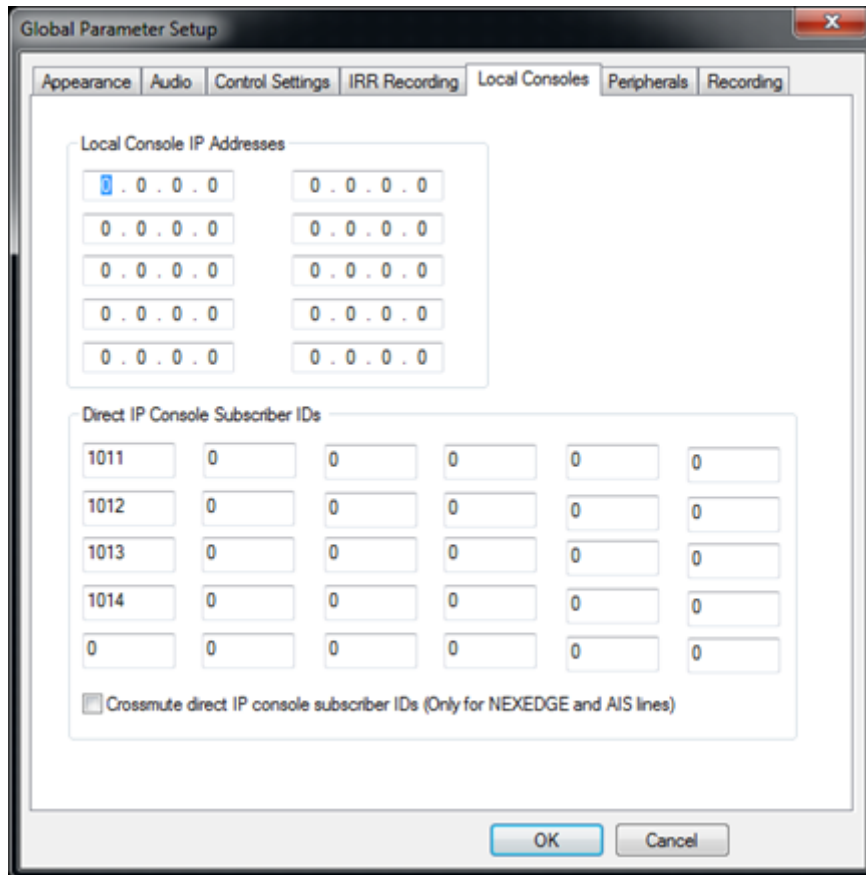 Global Parameter Setup
Appearance Audio Control Settings IRR Recording Local Consoles Peripherals Recording
Local Console IP Addresses
0 . 0 . 0 . 0 0 . 0 . 0 . 0
0 . 0 . 0 . 0 0 . 0 . 0 . 0
0 . 0 . 0 . 0 0 . 0 . 0 . 0
0 . 0 . 0 . 0 0 . 0 . 0 . 0
0 . 0 . 0 . 0 0 . 0 . 0 . 0
Direct IP Console Subscriber IDs
1011 0 0 0 0 0
1012 0 0 0 0 0
1013 0 0 0 0 0
1014 0 0 0 0 0
0 0 0 0 0 0
Crossmute direct IP console subscriber IDs (Only for NEXEDGE and AIS lines)
OK Cancel